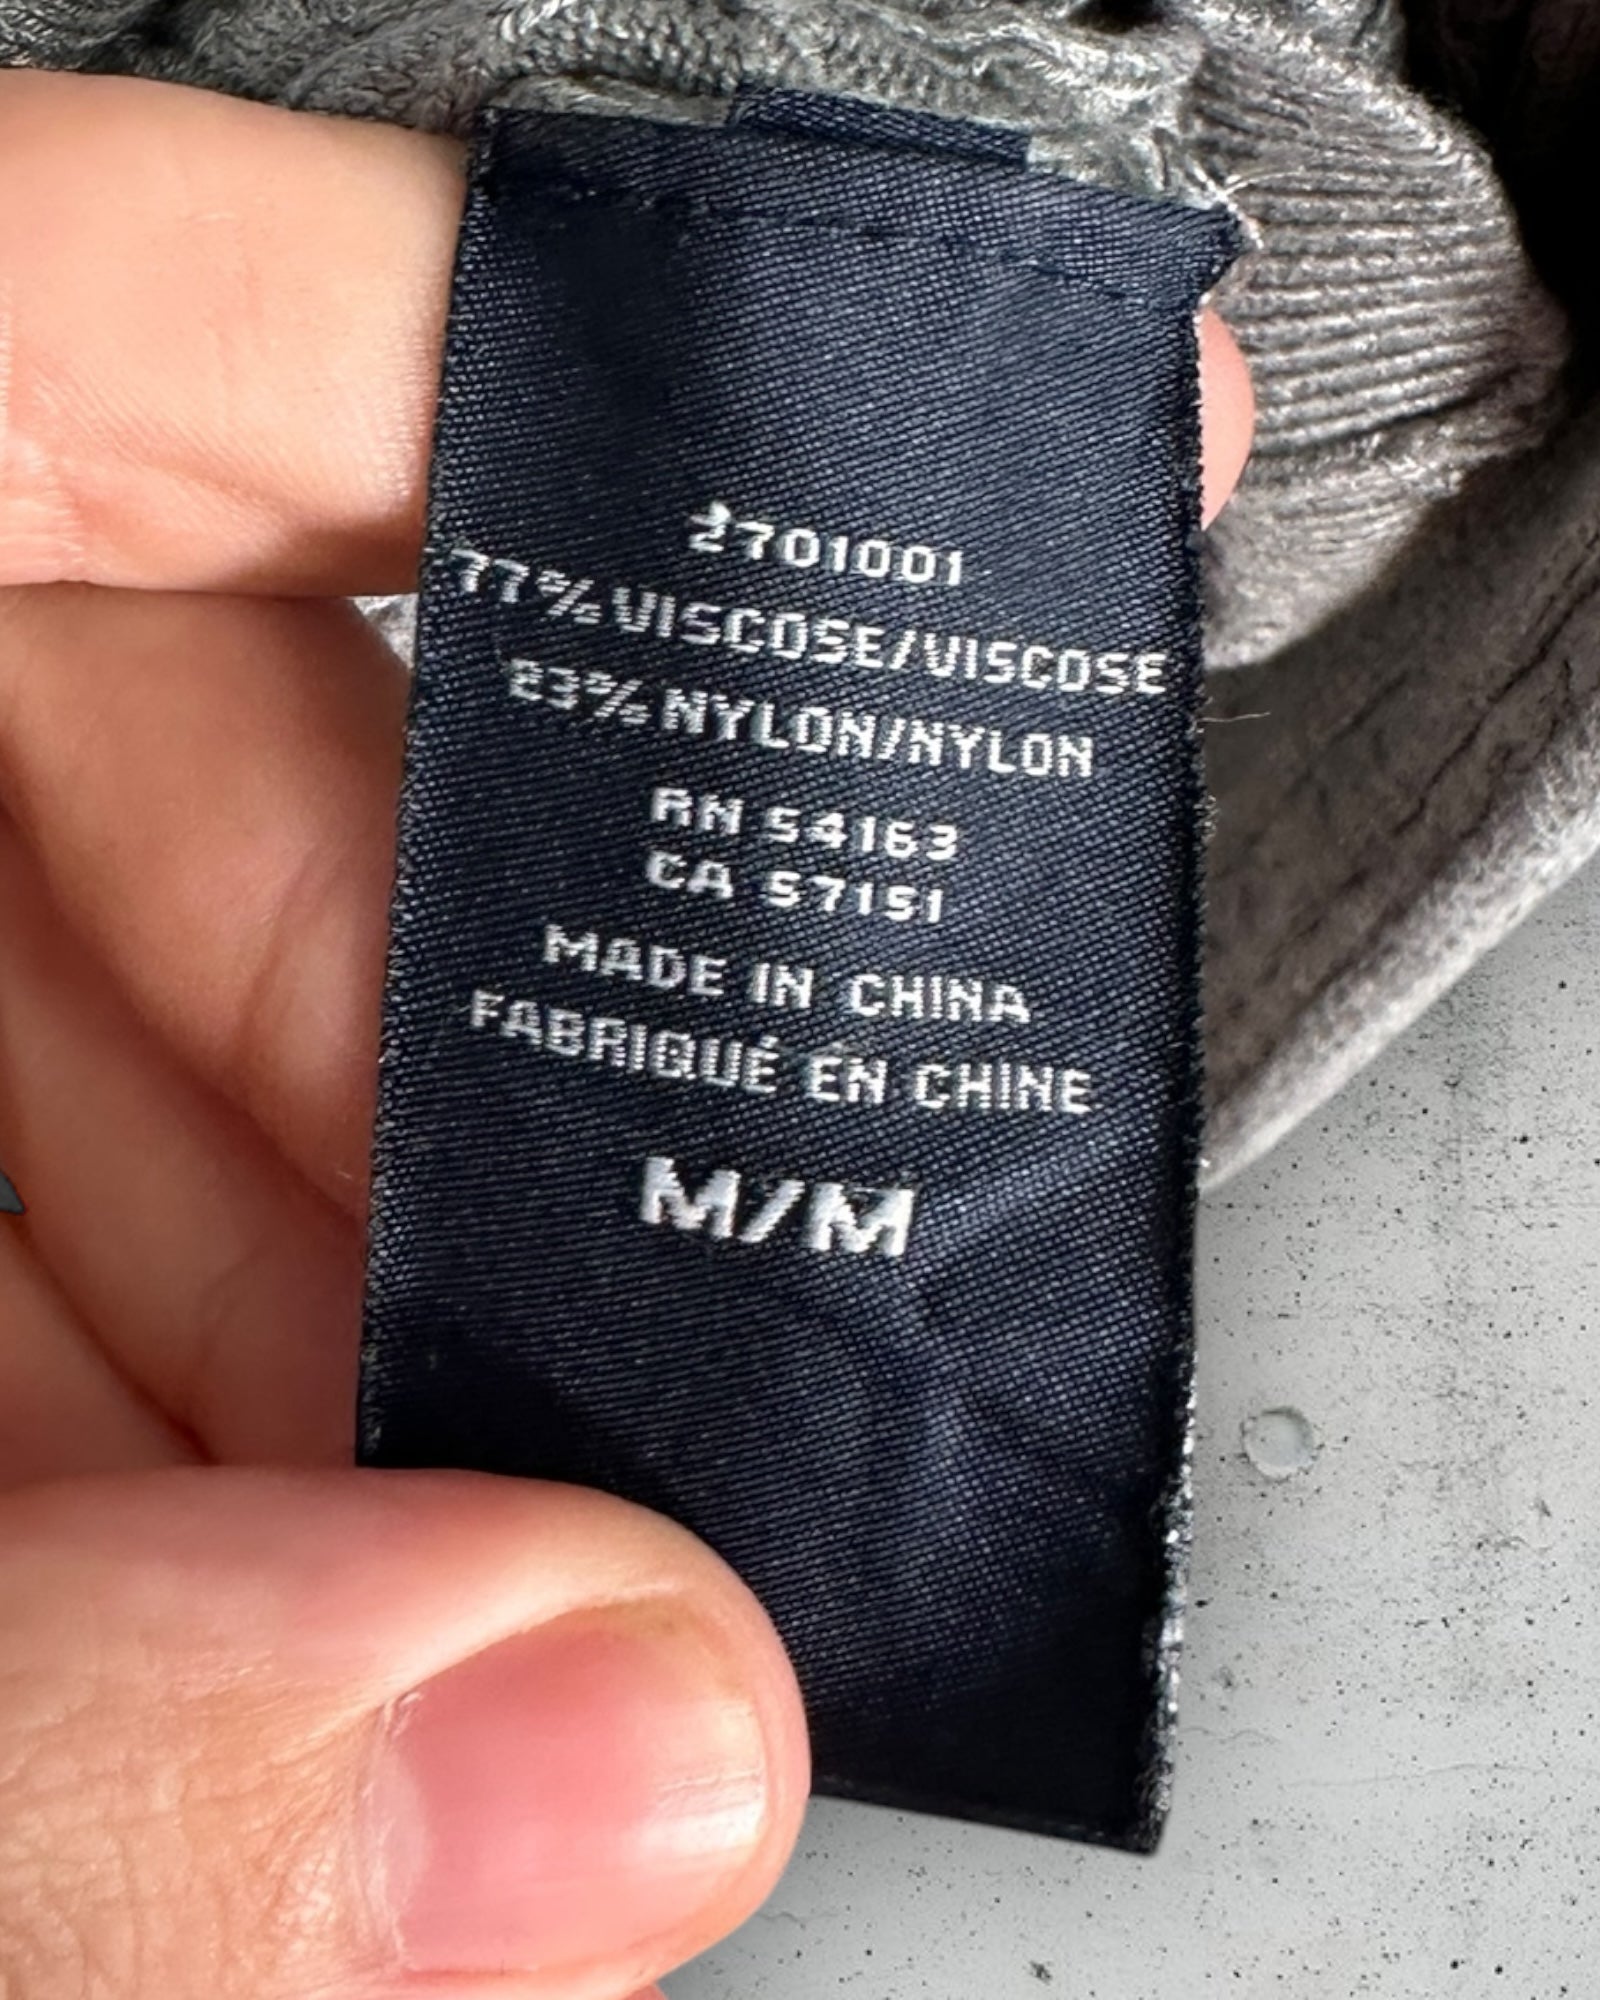 2701001
77% VISCOSE/VISCOSE
23% NYLON/NYLON
RN 54163
CA 57151
MADE IN CHINA
FABRIQUÉ EN CHINE
M/M